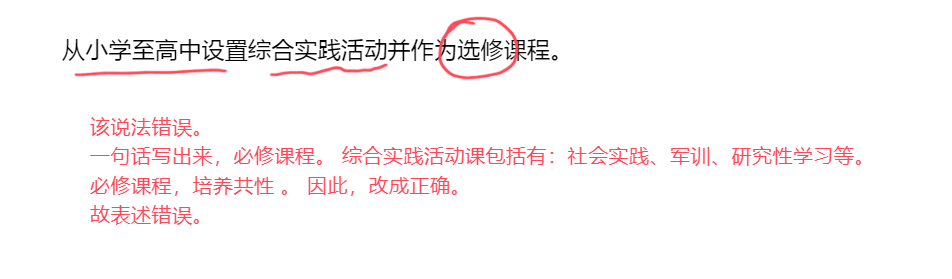 从小学至高中设置综合实践活动并作为选修课程。
该说法错误。
一句话写出来，必修课程。 综合实践活动课包括有：社会实践、军训、研究性学习等。
必修课程，培养共性 。 因此，改成正确。
故表述错误。